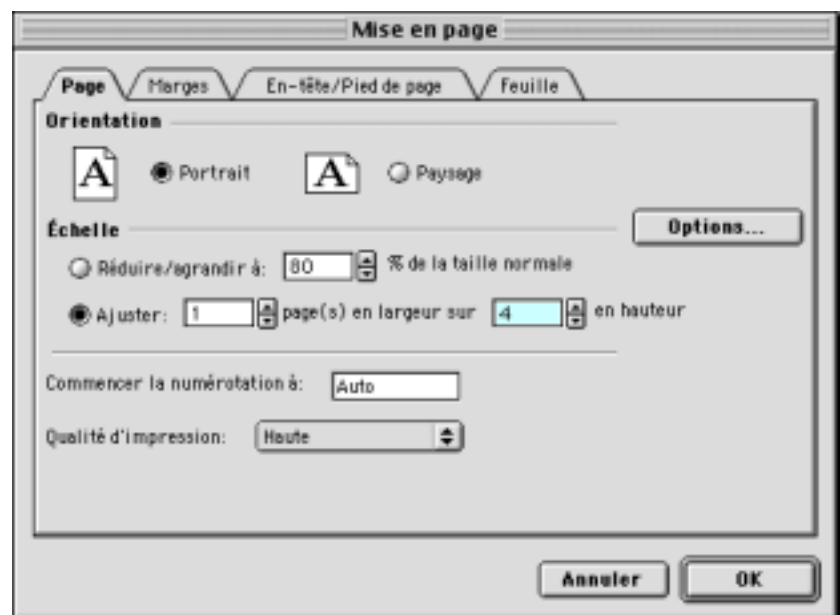 Mise en page
Page Marges En-tête/Pied de page Feuille
Orientation
A Portrait A Paysage
Échelle Options...
Réduire/agrandir à: 80 % de la taille normale
Ajuster: 1 page(s) en largeur sur 4 en hauteur
Commencer la numérotation à: Auto
Qualité d'impression: Haute
Annuler OK